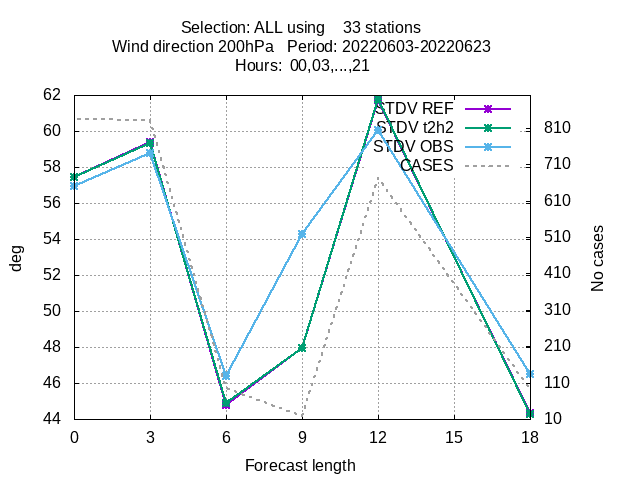 Selection: ALL using    33 stations
Wind direction 200hPa   Period: 20220603-20220623
Hours:  00,03,...,21
62
60
58
56
54
52
50
48
46
44
deg
STDV REF
STDV t2h2
STDV OBS
CASES
810
710
610
510
410
310
210
110
10
No cases
0 3 6 9 12 15 18
Forecast length